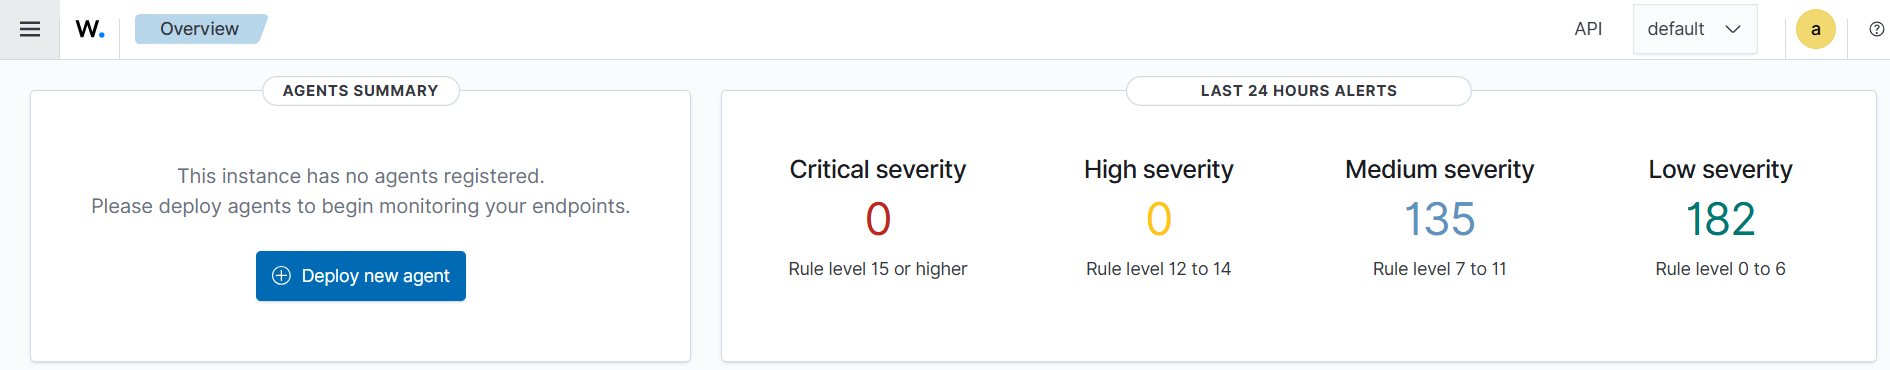 W. Overview API default a ?
AGENTS SUMMARY
This instance has no agents registered.
Please deploy agents to begin monitoring your endpoints.
Deploy new agent
LAST 24 HOURS ALERTS
Critical severity
0
Rule level 15 or higher
High severity
0
Rule level 12 to 14
Medium severity
135
Rule level 7 to 11
Low severity
182
Rule level 0 to 6